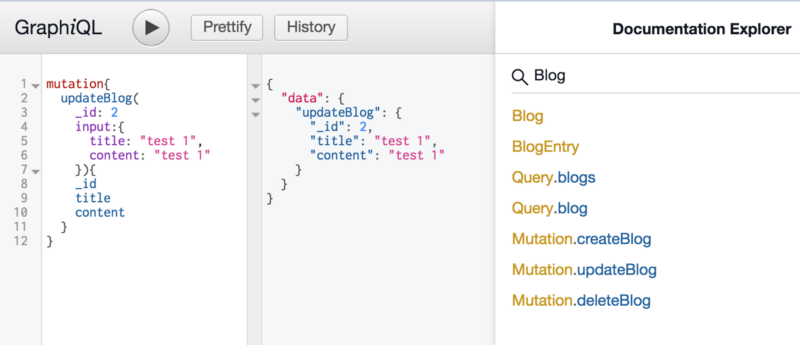 GraphiQL
Prettify
History
Documentation Explorer
1 mutation{
2 updateBlog(
3 _id: 2
4 input:{
5 title: "test 1",
6 content: "test 1"
7 }){
8 _id
9 title
10 content
11 }
12 }
{
"data": {
"updateBlog": {
"_id": 2,
"title": "test 1",
"content": "test 1"
}
}
}
Blog
Blog
BlogEntry
Query.blogs
Query.blog
Mutation.createBlog
Mutation.updateBlog
Mutation.deleteBlog